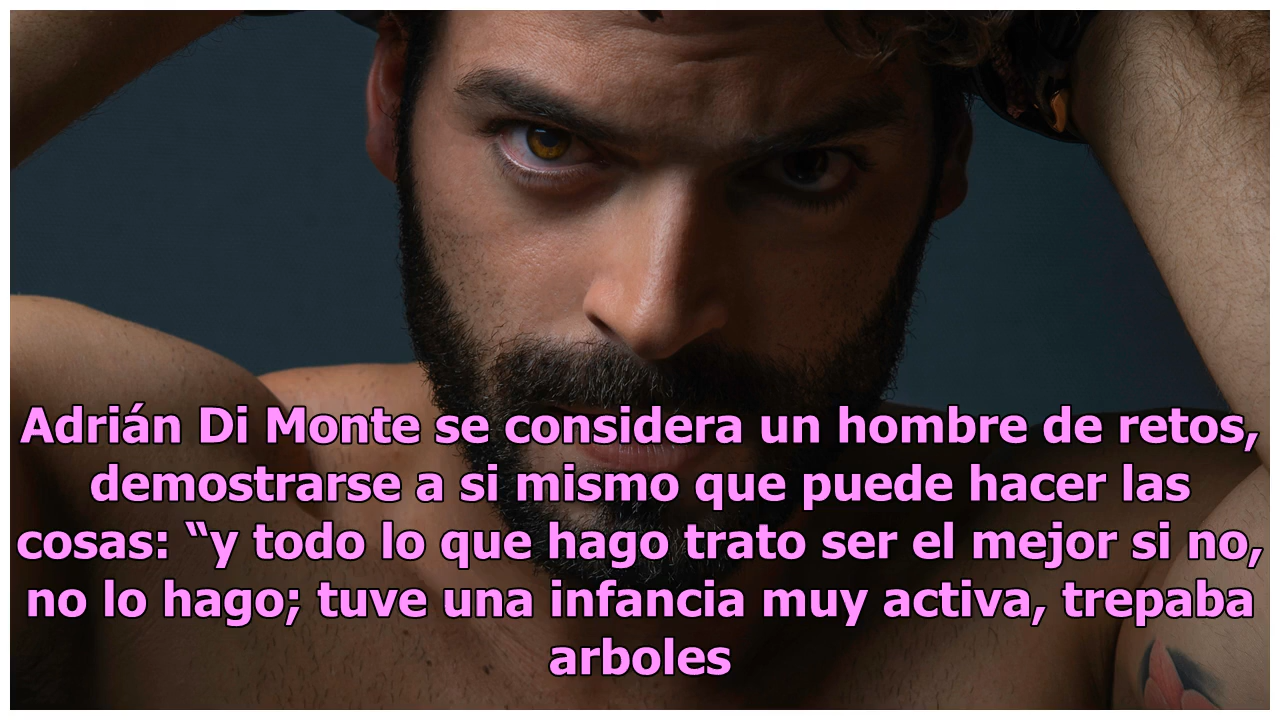 Adrián Di Monte se considera un hombre de retos,
demostrarse a si mismo que puede hacer las
cosas: “y todo lo que hago trato ser el mejor si no,
no lo hago; tuve una infancia muy activa, trepaba
arboles